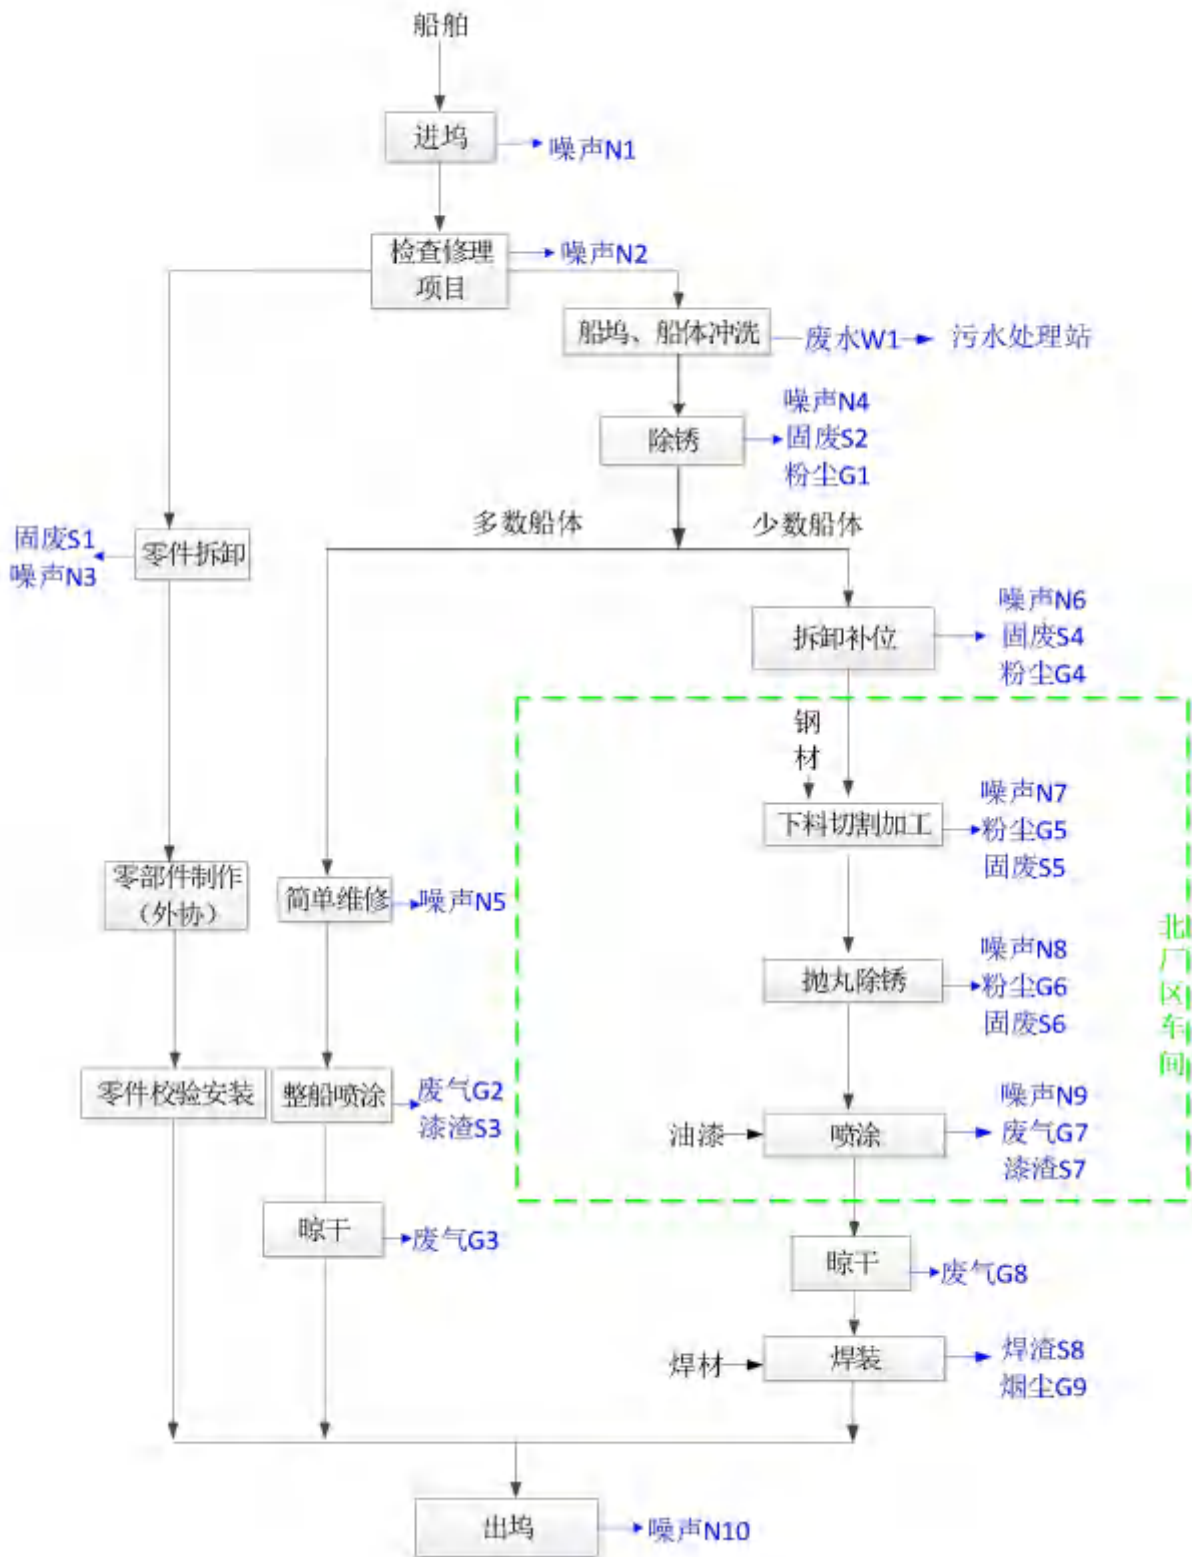 船舶
进坞
噪声N1
检查修理
项目
噪声N2
船坞、船体冲洗
废水W1
污水处理站
除锈
噪声N4
固废S2
粉尘G1
多数船体
少数船体
固废S1
噪声N3
零件拆卸
拆卸补位
噪声N6
固废S4
粉尘G4
钢
材
下料切割加工
噪声N7
粉尘G5
固废S5
零部件制作
（外协）
简单维修
噪声N5
抛丸除锈
噪声N8
粉尘G6
固废S6
北厂区车间
零件校验安装
整船喷涂
废气G2
漆渣S3
油漆
喷涂
噪声N9
废气G7
漆渣S7
晾干
废气G3
晾干
废气G8
焊材
焊装
焊渣S8
烟尘G9
出坞
噪声N10